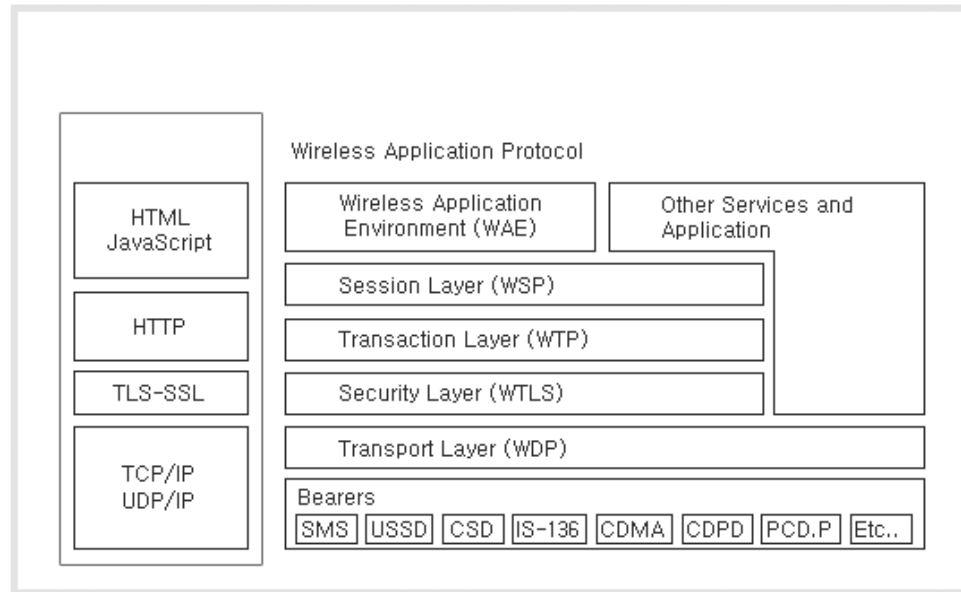 Wireless Application Protocol
HTML
JavaScript
HTTP
TLS-SSL
TCP/IP
UDP/IP
Wireless Application
Environment (WAE)
Other Services and
Application
Session Layer (WSP)
Transaction Layer (WTP)
Security Layer (WTLS)
Transport Layer (WDP)
Bearers
SMS USSD CSD IS-136 CDMA CDPD PCD.P Etc..